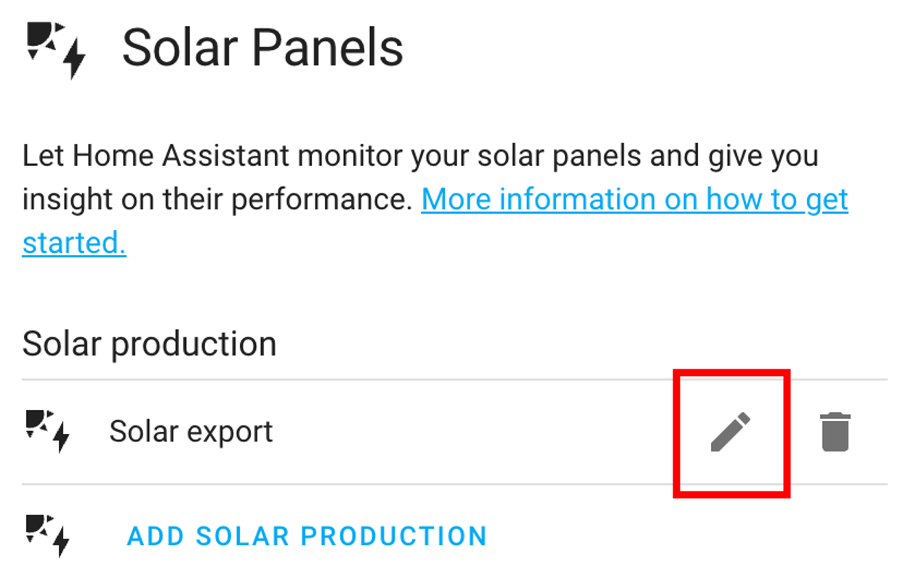 Solar Panels
Let Home Assistant monitor your solar panels and give you
insight on their performance. More information on how to get
started.
Solar production
Solar export
ADD SOLAR PRODUCTION